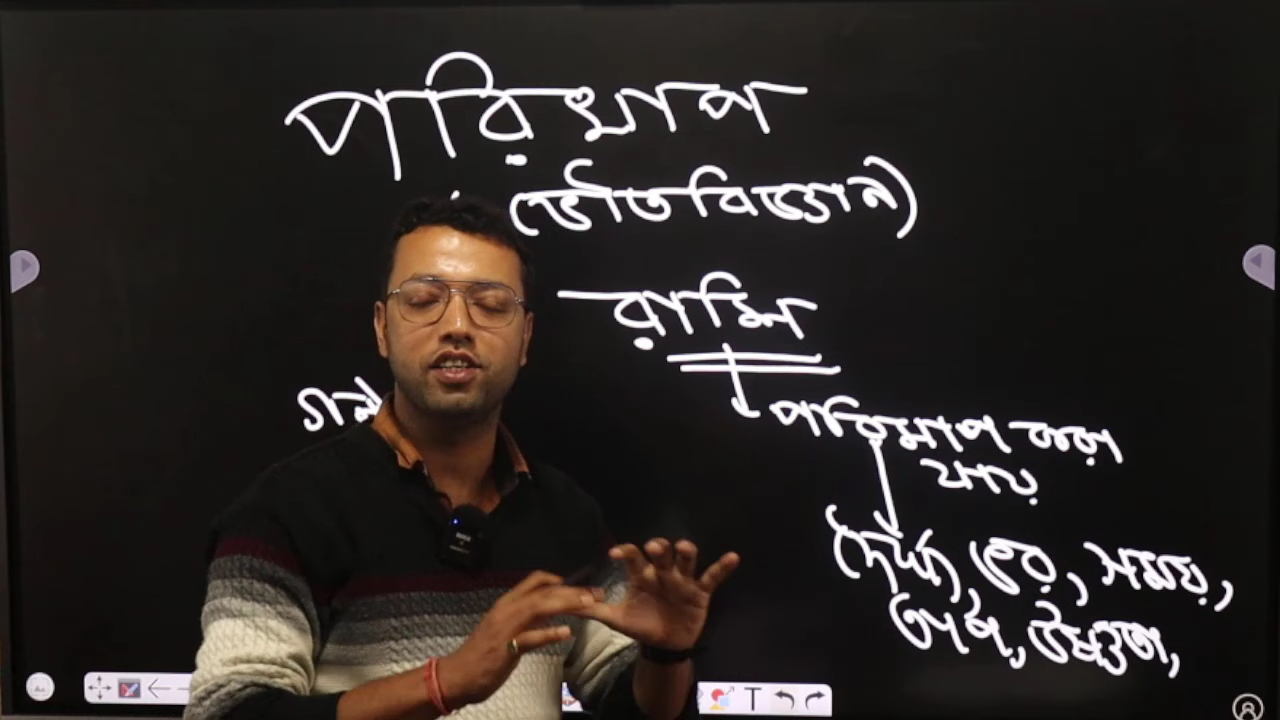 পরিমাপ
(ভৌতবিজ্ঞান)
রাশি
পরিমাপ করা
যায়
দৈর্ঘ্য, ভর, সময়,
তাপ, উষ্ণতা,
T